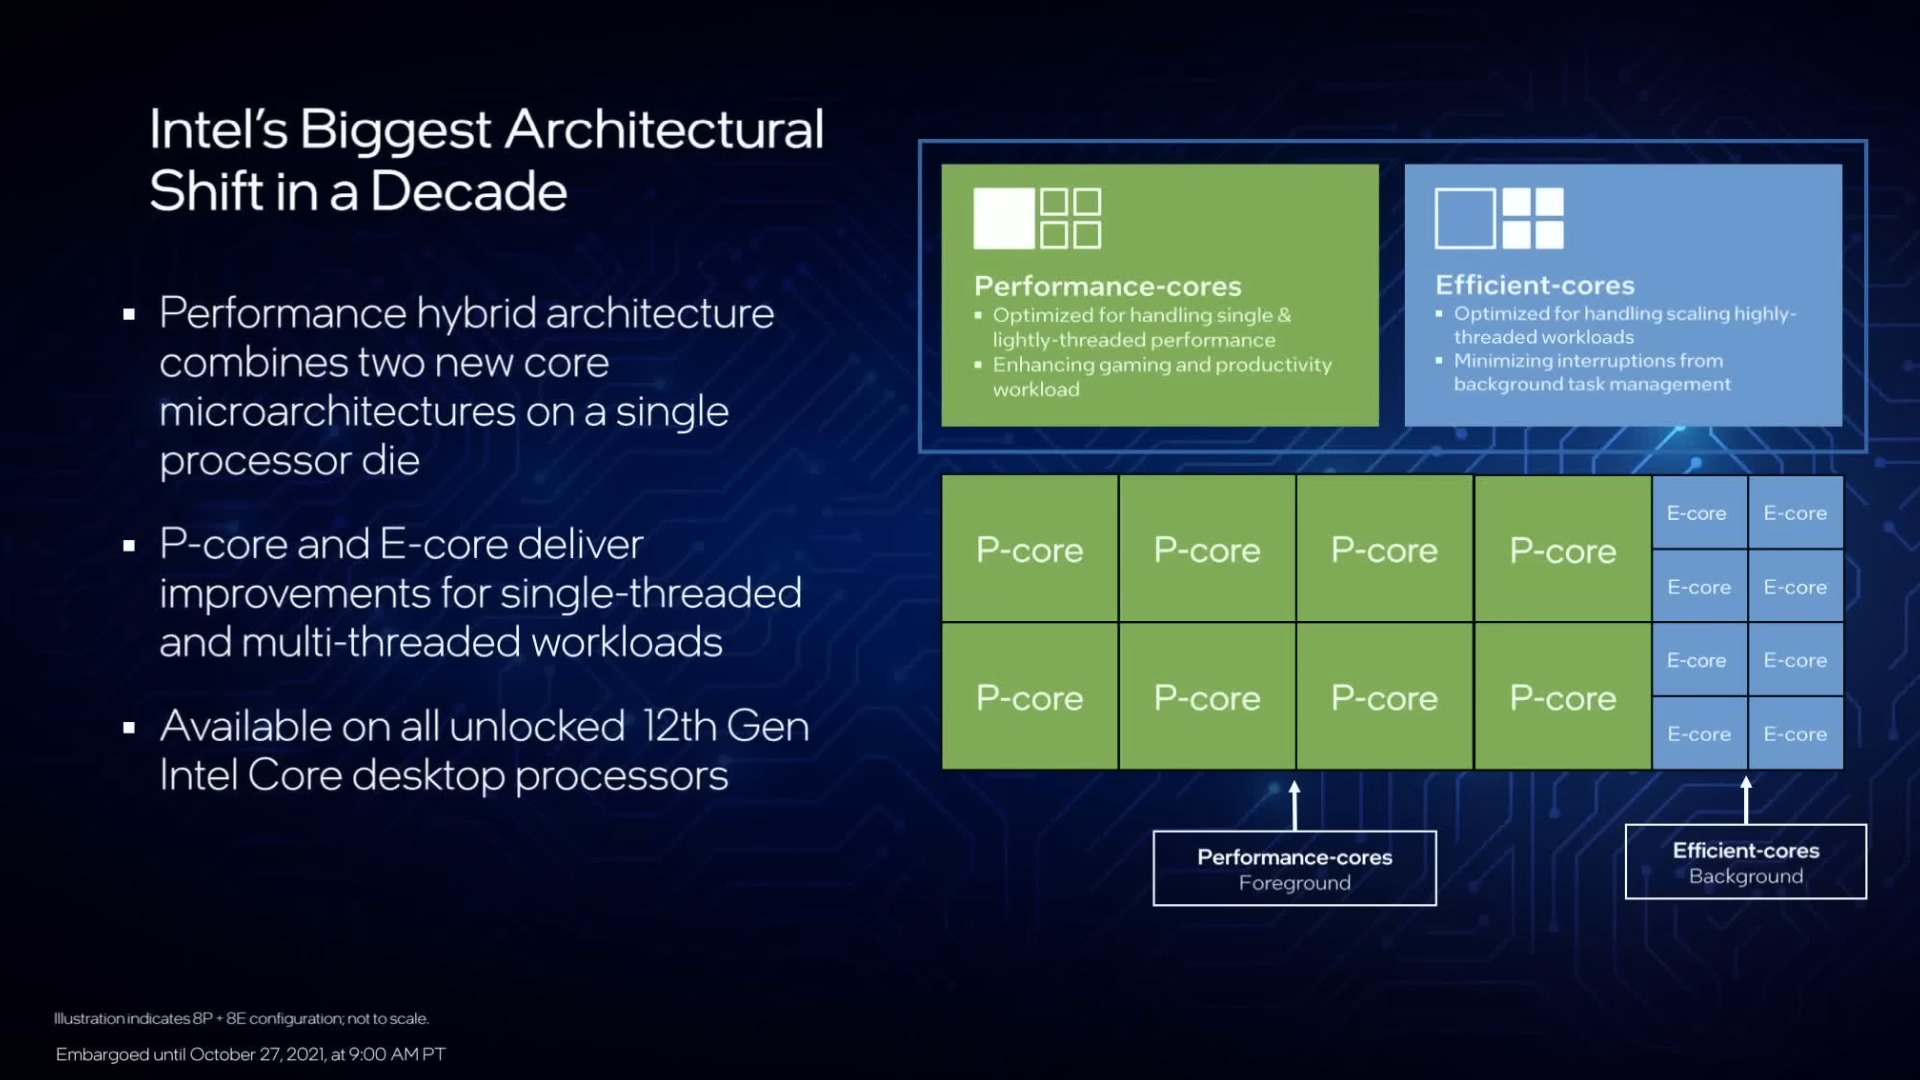 Intel's Biggest Architectural
Shift in a Decade
▪ Performance hybrid architecture
combines two new core
microarchitectures on a single
processor die
▪ P-core and E-core deliver
improvements for single-threaded
and multi-threaded workloads
▪ Available on all unlocked 12th Gen
Intel Core desktop processors
Performance-cores
▪ Optimized for handling single &
lightly-threaded performance
▪ Enhancing gaming and productivity
workload
Efficient-cores
▪ Optimized for handling scaling highly-
threaded workloads
▪ Minimizing interruptions from
background task management
P-core P-core P-core P-core E-core E-core
E-core E-core
P-core P-core P-core P-core E-core E-core
E-core E-core
Performance-cores
Foreground
Efficient-cores
Background
Illustration indicates 8P + 8E configuration; not to scale.
Embargoed until October 27, 2021, at 9:00 AM PT